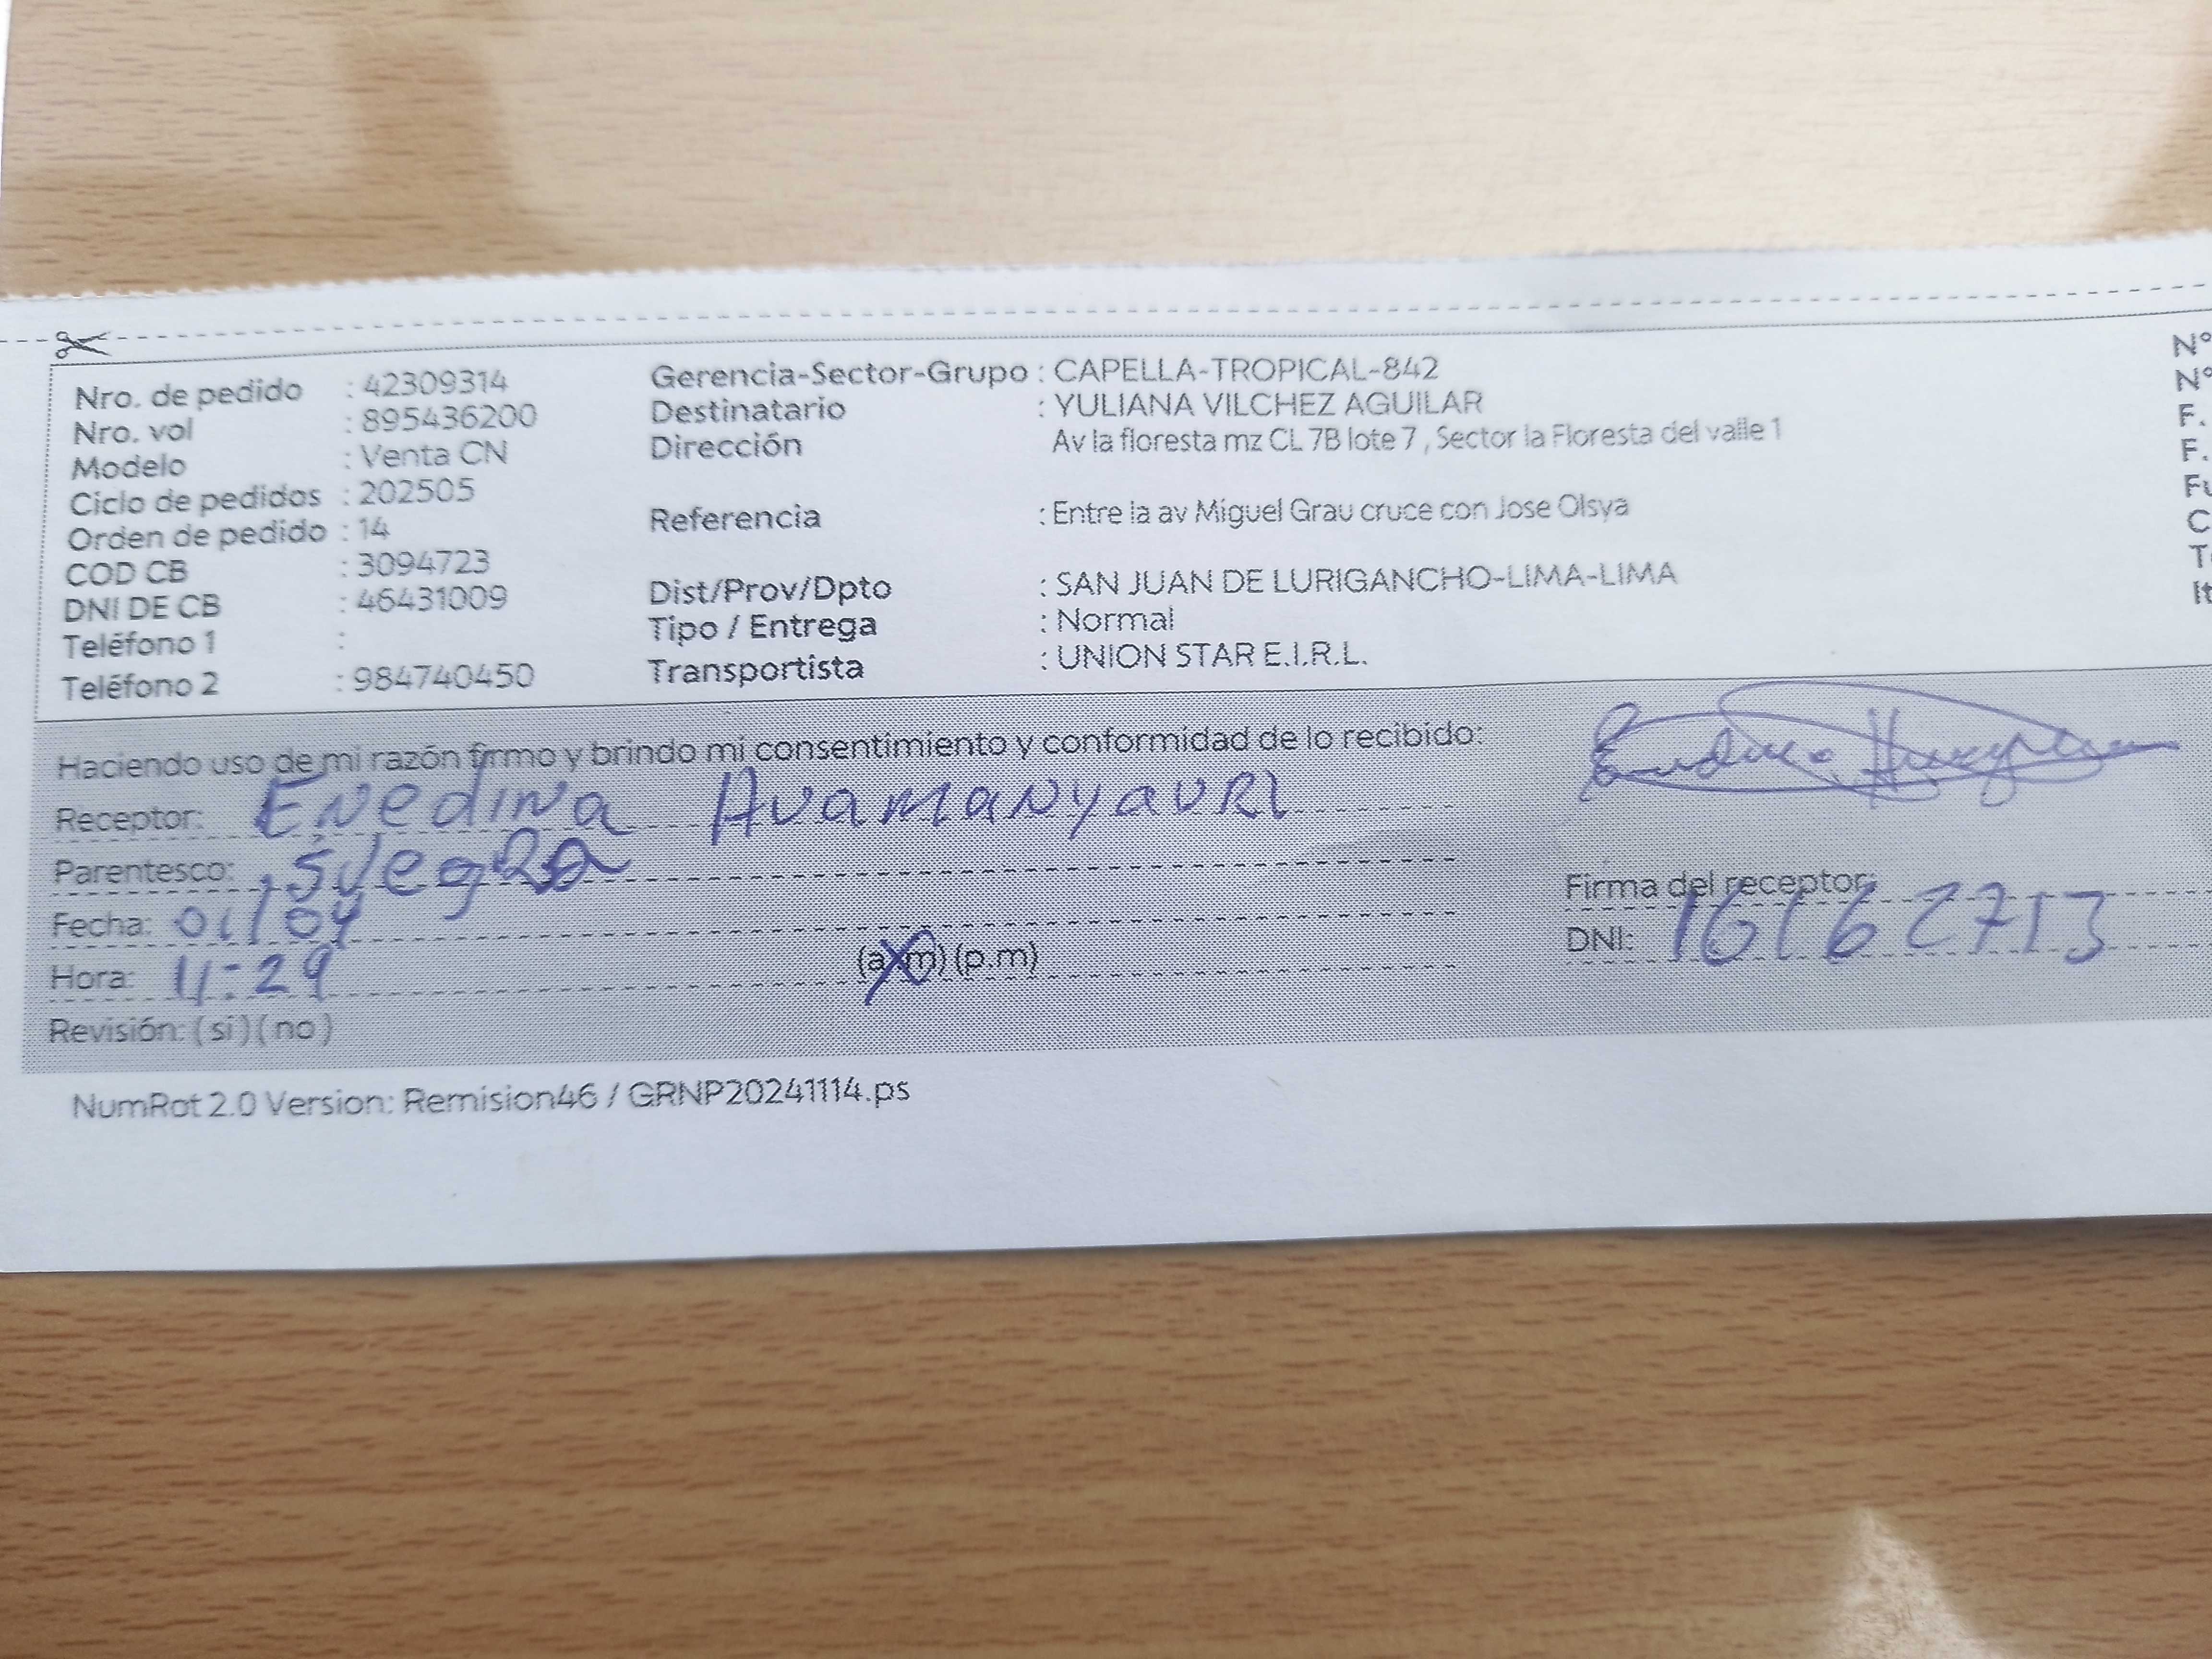 Nro. de pedido : 42309314
Nro. vol : 895436200
Modelo : Venta CN
Ciclo de pedidos : 202505
Orden de pedido : 14
COD CB : 3094723
DNI DE CB : 46431009
Teléfono 1 :
Teléfono 2 : 984740450
Gerencia-Sector-Grupo : CAPELLA-TROPICAL-842
Destinatario : YULIANA VILCHEZ AGUILAR
Dirección Av la floresta mz CL 7B lote 7 , Sector la Floresta del valle 1
Referencia : Entre la av Miguel Grau cruce con Jose Olsya
Dist/Prov/Dpto : SAN JUAN DE LURIGANCHO-LIMA-LIMA
Tipo / Entrega : Normal
Transportista : UNION STAR E.I.R.L.
N°
N°
F.
F.
Fu
C
T
It
Haciendo uso de mi razón firmo y brindo mi consentimiento y conformidad de lo recibido:
Receptor: Enedina Auamanyauri
Parentesco: suegra
Fecha: 01/04
Hora: 11:29 (a.m) (p.m)
Revisión: (si) (no)
Firma del receptor:
DNI:
NumRot 2.0 Version: Remision46 / GRNP20241114.ps